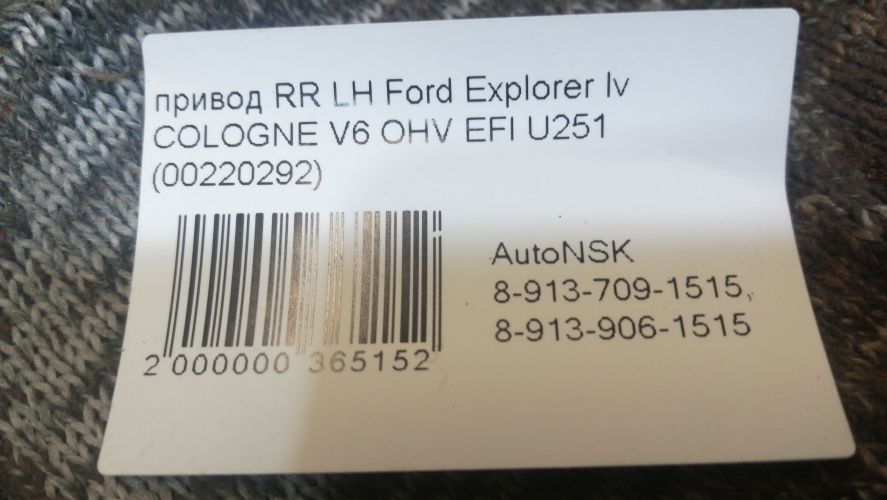 привод RR LH Ford Explorer Iv
COLOGNE V6 OHV EFI U251
(00220292)
AutoNSK
8-913-709-1515,
8-913-906-1515
2 000000 365152